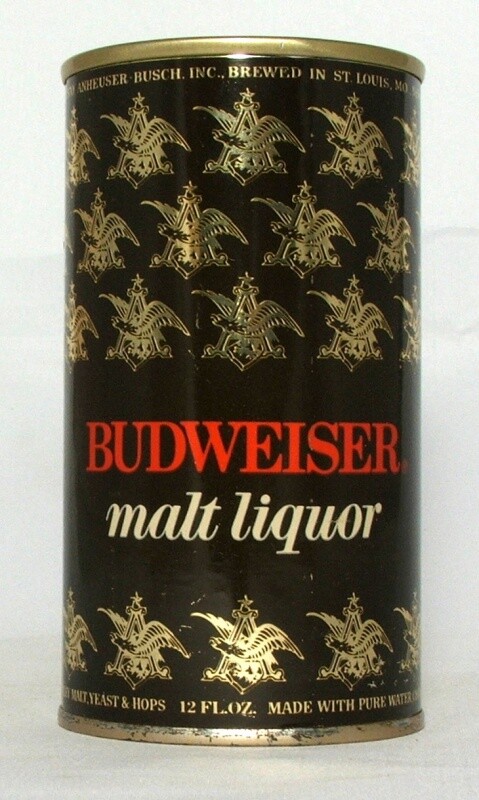 ANHEUSER-BUSCH, INC., BREWED IN ST. LOUIS, MO.
BUDWEISER®
malt liquor
MALT, YEAST & HOPS 12 FL. OZ. MADE WITH PURE WATER